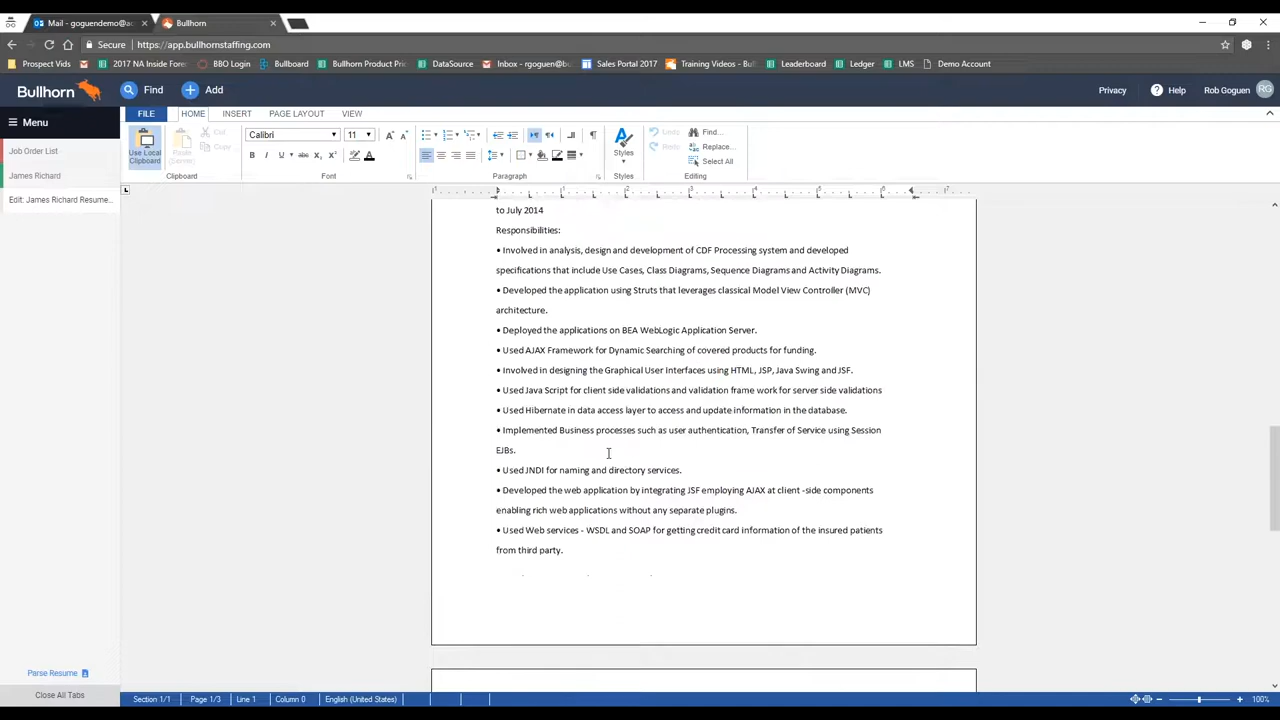 Mail - goguendemo@a
Bullhorn
Secure
https://app.bullhornstaffing.com
Prospect Vids
2017 NA Inside Fore
BBO Login
Bullboard
Bullhorn Product Pric
DataSource
Inbox - rgoguen@b
Sales Portal 2017
Training Videos - Bu
Leaderboard
Ledger
LMS
Demo Account
Bullhorn
Find
Add
Privacy
Help
Rob Goguen
RG
Menu
FILE
HOME
INSERT
PAGE LAYOUT
VIEW
Job Order List
James Richard
Edit: James Richard Resume...
Use Local Clipboard
Paste (Server)
Cut
Copy
Clipboard
Calibri
11
Font
Paragraph
Styles
Styles
Undo
Redo
Find...
Replace...
Select All
Editing
to July 2014
Responsibilities:
• Involved in analysis, design and development of CDF Processing system and developed
specifications that include Use Cases, Class Diagrams, Sequence Diagrams and Activity Diagrams.
• Developed the application using Struts that leverages classical Model View Controller (MVC)
architecture.
• Deployed the applications on BEA WebLogic Application Server.
• Used AJAX Framework for Dynamic Searching of covered products for funding.
• Involved in designing the Graphical User Interfaces using HTML, JSP, Java Swing and JSF.
• Used Java Script for client side validations and validation frame work for server side validations
• Used Hibernate in data access layer to access and update information in the database.
• Implemented Business processes such as user authentication, Transfer of Service using Session
EJBs.
• Used JNDI for naming and directory services.
• Developed the web application by integrating JSF employing AJAX at client -side components
enabling rich web applications without any separate plugins.
• Used Web services - WSDL and SOAP for getting credit card information of the insured patients
from third party.
Parse Resume
Close All Tabs
Section 1/1
Page 1/3
Line 1
Column 0
English (United States)
100%